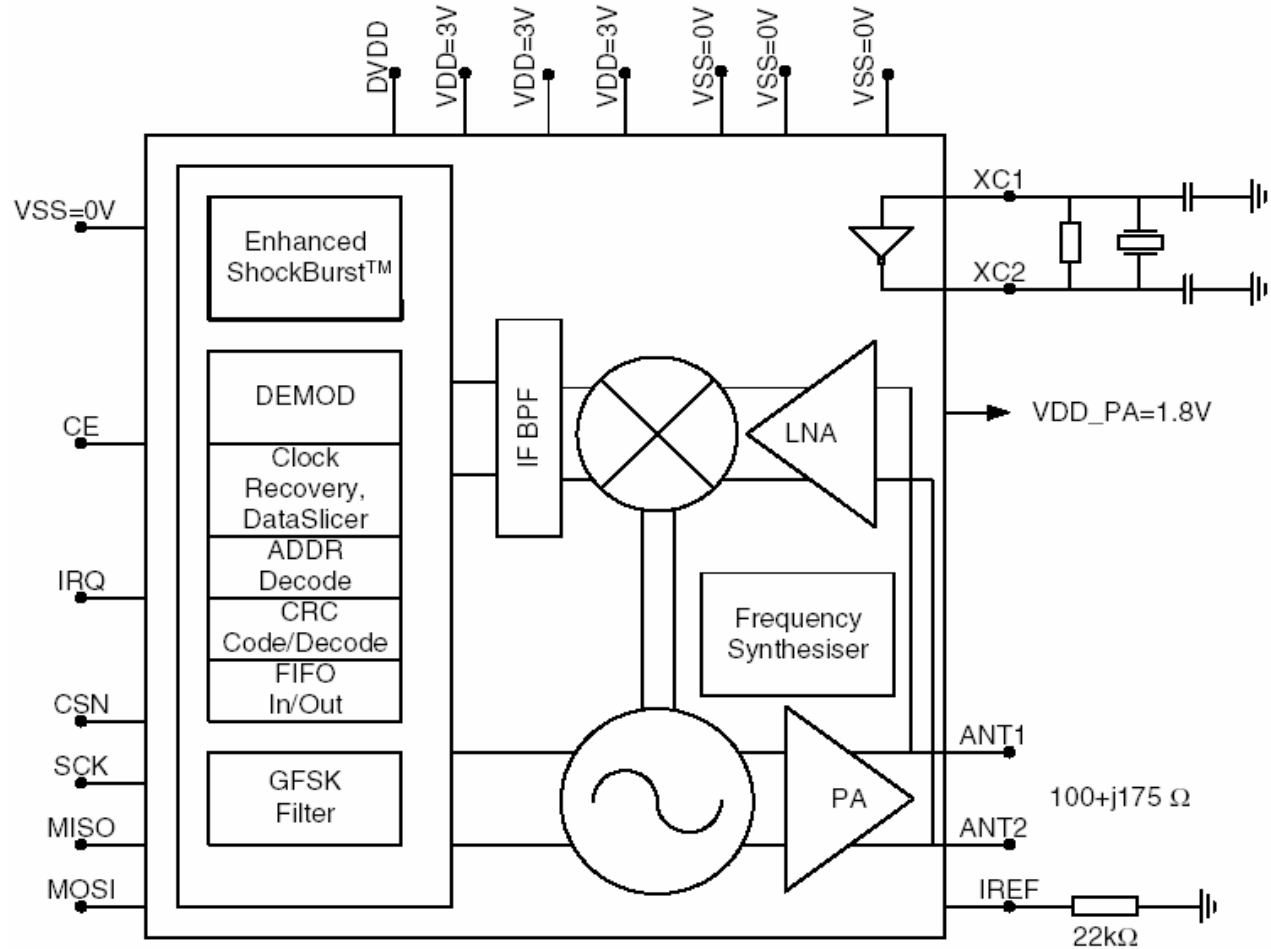 DVDD
VDD=3V
VDD=3V
VDD=3V
VSS=0V
VSS=0V
VSS=0V
VSS=0V
CE
IRQ
CSN
SCK
MISO
MOSI
Enhanced
ShockBurst™
DEMOD
Clock
Recovery,
DataSlicer
ADDR
Decode
CRC
Code/Decode
FIFO
In/Out
GFSK
Filter
IF BPF
LNA
Frequency
Synthesiser
PA
XC1
XC2
VDD_PA=1.8V
ANT1
100+j175 Ω
ANT2
IREF
22kΩ